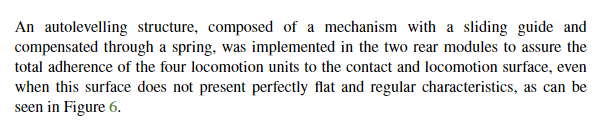 An autolevelling structure, composed of a mechanism with a sliding guide and
compensated through a spring, was implemented in the two rear modules to assure the
total adherence of the four locomotion units to the contact and locomotion surface, even
when this surface does not present perfectly flat and regular characteristics, as can be
seen in Figure 6.